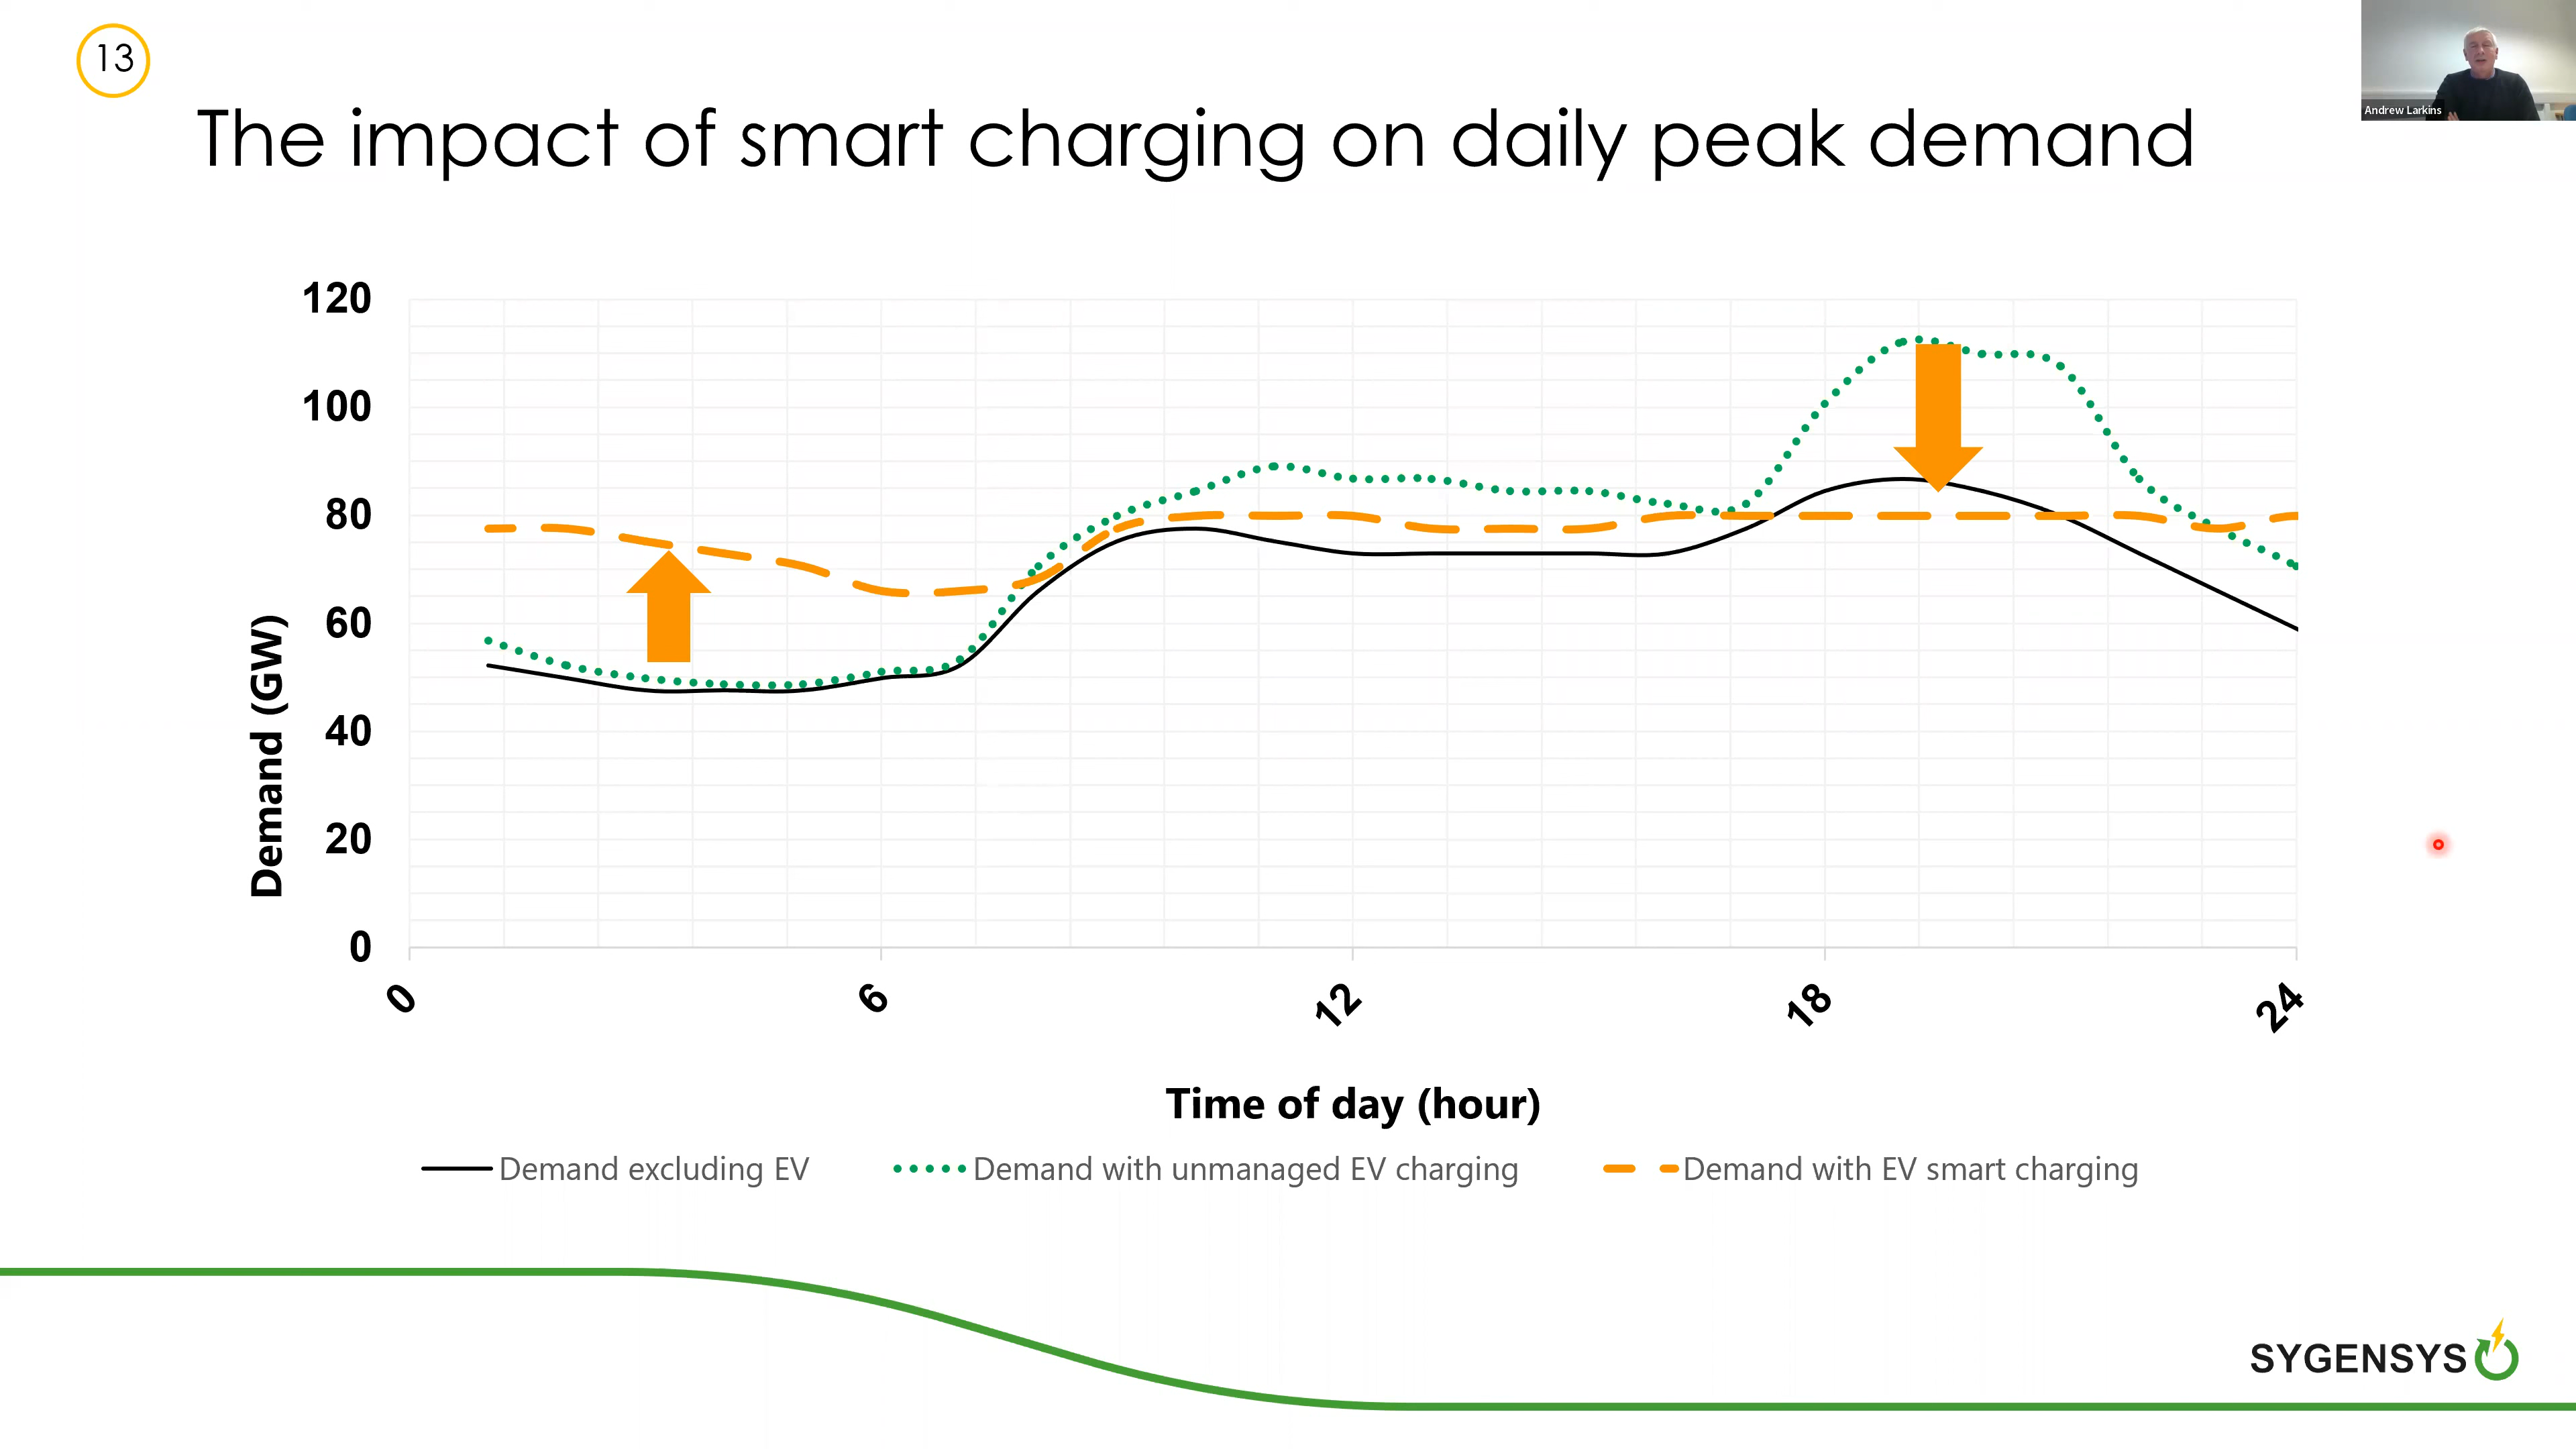 13
Andrew Larkins
The impact of smart charging on daily peak demand
120
100
80
60
40
20
0
Demand (GW)
0 6 12 18 24
Time of day (hour)
Demand excluding EV Demand with unmanaged EV charging Demand with EV smart charging
SYGENSYS